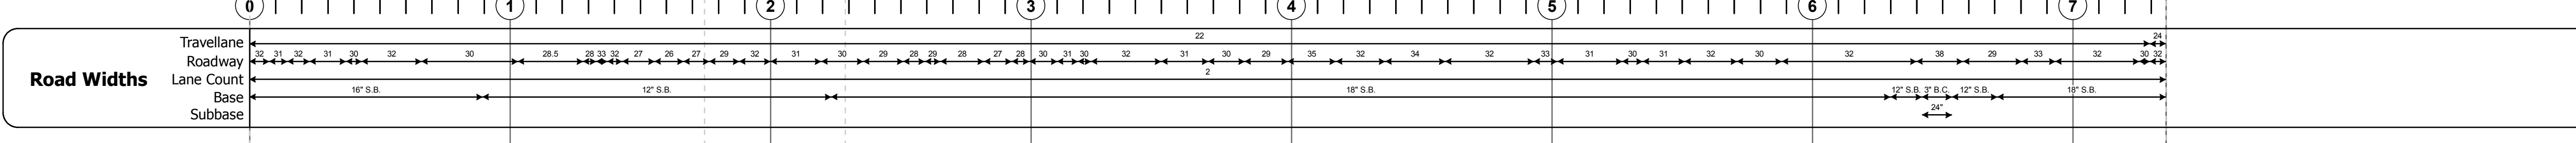 0 1 2 3 4 5 6 7
Road Widths
Travellane 22 24
Roadway 32 31 32 31 30 32 30 28.5 28 33 32 27 26 27 29 32 31 30 29 28 29 28 27 28 30 31 30 32 31 30 29 35 32 34 32 33 31 30 31 32 30 32 38 29 33 32 30 32
Lane Count 2
Base 16" S.B. 12" S.B. 18" S.B. 12" S.B. 3" B.C. 12" S.B. 18" S.B.
Subbase 24"